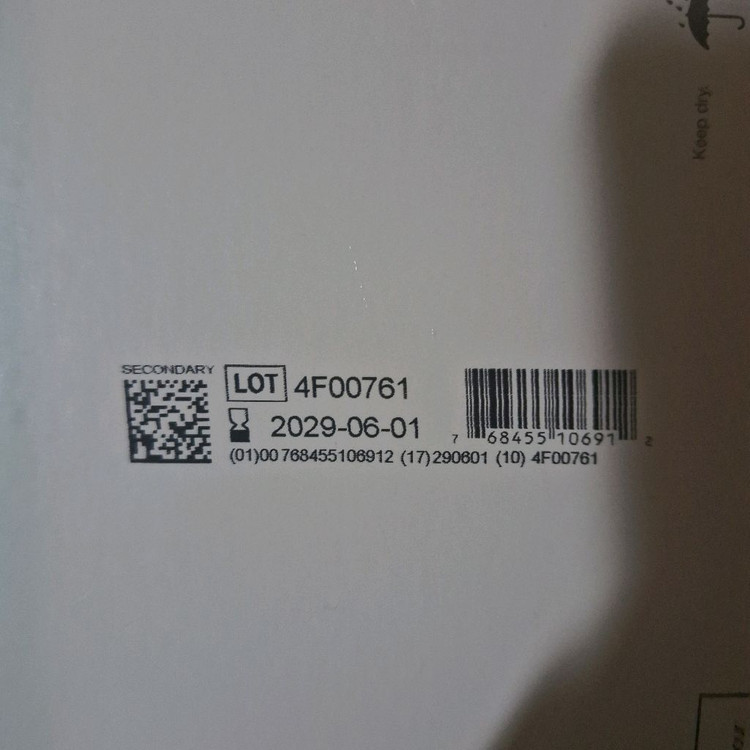 Keep dry
SECONDARY
LOT 4F00761
2029-06-01
7 68455 10691 2
(01)00768455106912 (17)290601 (10) 4F00761